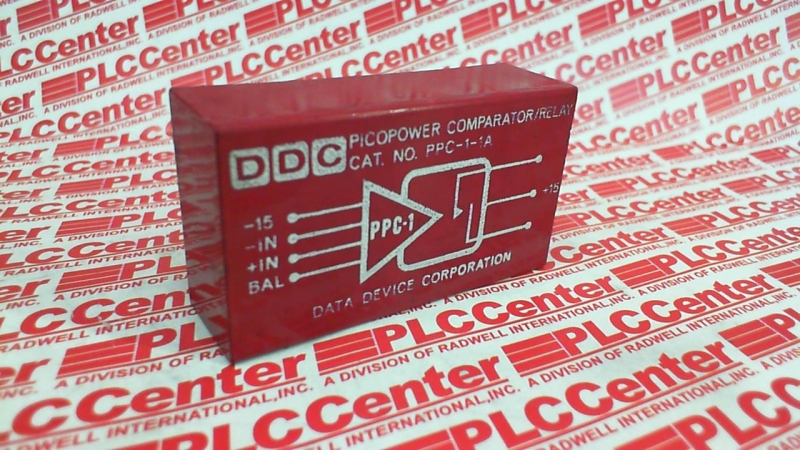 DDC PICOPOWER COMPARATOR/RELAY
CAT. NO. PPC-1-1A
-15
-IN
+IN
BAL
PPC-1
+15
DATA DEVICE CORPORATION
PLCCenter
A DIVISION OF RADWELL INTERNATIONAL, INC.